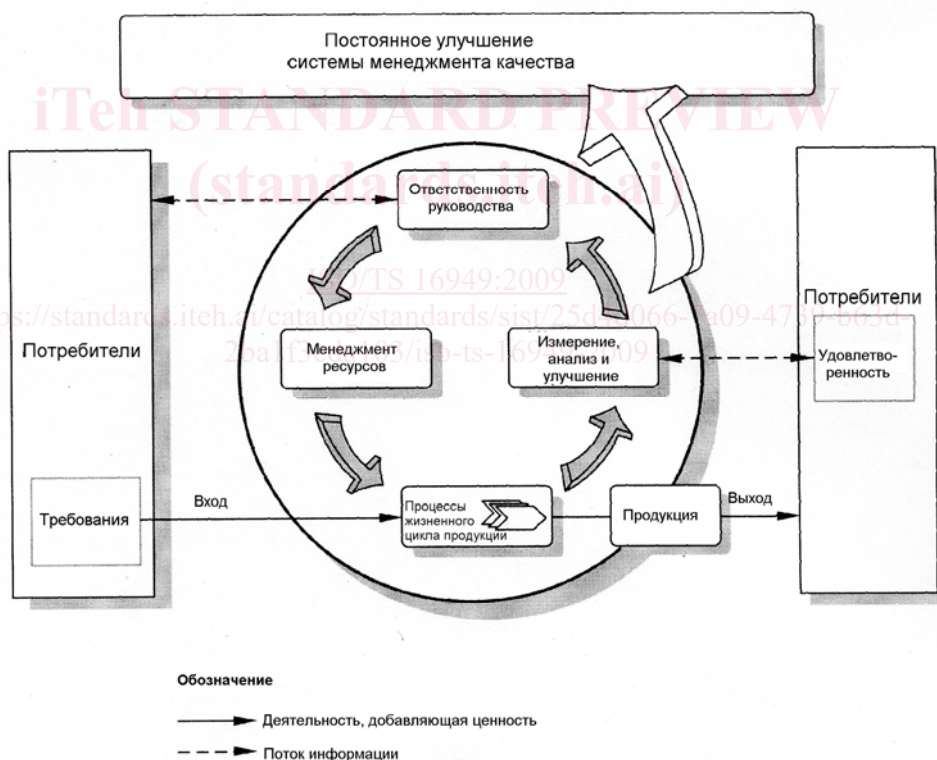 Постоянное улучшение
системы менеджмента качества
iTeh STANDARD PREVIEW
(standards.iteh.ai)
Ответственность
руководства
ISO/TS 16949:2009
Потребители
Менеджмент
ресурсов
Измерение,
анализ и
улучшение
Потребители
Удовлетво-
ренность
Требования
Вход
Процессы
жизненного
цикла продукции
Продукция
Выход
Обозначение
Деятельность, добавляющая ценность
Поток информации